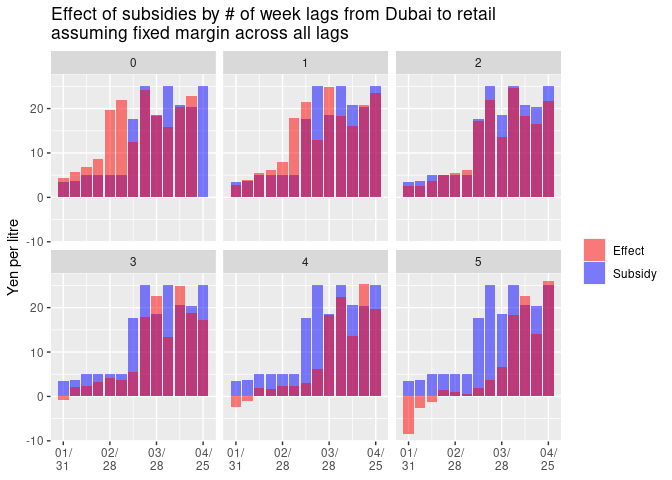 Effect of subsidies by # of week lags from Dubai to retail
assuming fixed margin across all lags
0 1 2
20
10
0
-10
3 4 5
20
10
0
-10
01/ 02/ 03/ 04/ 01/ 02/ 03/ 04/ 01/ 02/ 03/ 04/
31 28 28 25 31 28 28 25 31 28 28 25
Yen per litre
Effect
Subsidy